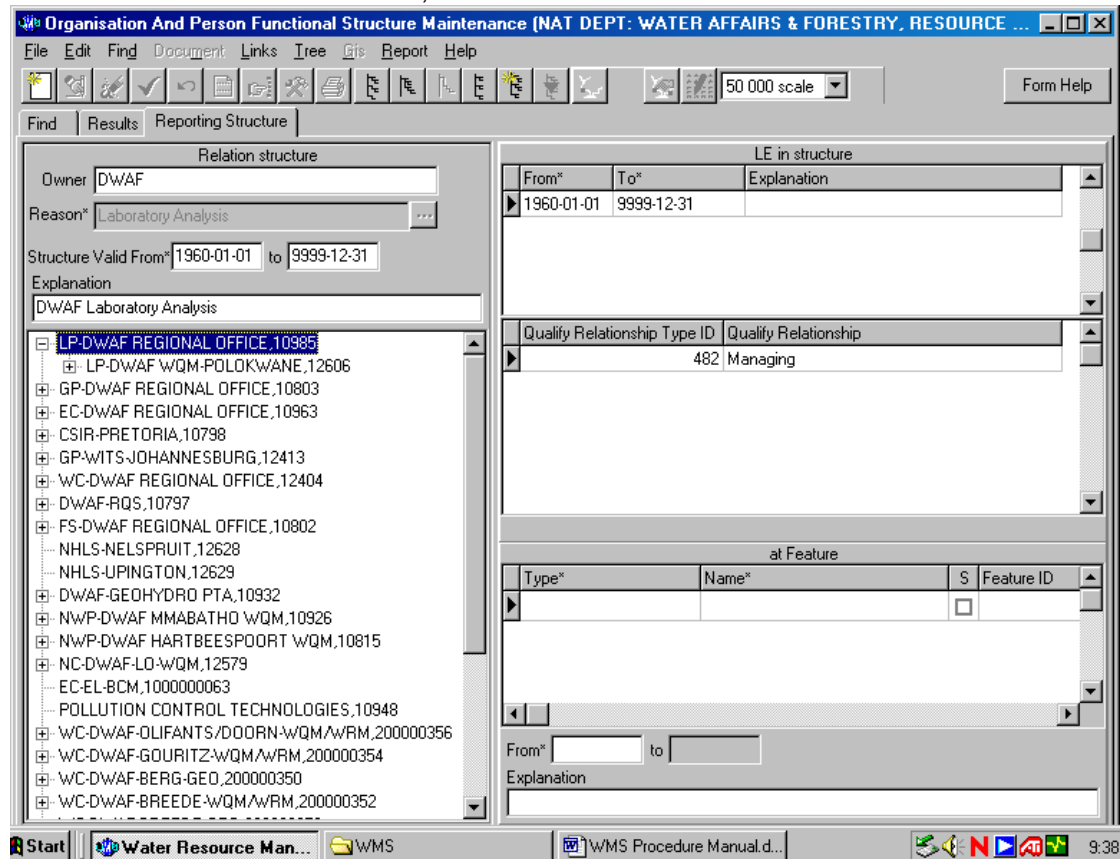 Organisation And Person Functional Structure Maintenance (NAT DEPT: WATER AFFAIRS & FORESTRY, RESOURCE ...
File Edit Find Document Links Tree Gis Report Help
50 000 scale
Form Help
Find Results Reporting Structure
Relation structure
Owner DWAF
Reason* Laboratory Analysis ...
Structure Valid From* 1960-01-01 to 9999-12-31
Explanation
DWAF Laboratory Analysis
LP-DWAF REGIONAL OFFICE,10985
LP-DWAF WQM-POLOKWANE,12606
GP-DWAF REGIONAL OFFICE,10803
EC-DWAF REGIONAL OFFICE,10963
CSIR-PRETORIA,10798
GP-WITS-JOHANNESBURG,12413
WC-DWAF REGIONAL OFFICE,12404
DWAF-RQS,10797
FS-DWAF REGIONAL OFFICE,10802
NHLS-NELSPRUIT,12628
NHLS-UPINGTON,12629
DWAF-GEOHYDRO PTA,10932
NWP-DWAF MMABATHO WQM,10926
NWP-DWAF HARTBEESPOORT WQM,10815
NC-DWAF-LO-WQM,12579
EC-EL-BCM,1000000063
POLLUTION CONTROL TECHNOLOGIES,10948
WC-DWAF-OLIFANTS/DOORN-WQM/WRM,200000356
WC-DWAF-GOURITZ-WQM/WRM,200000354
WC-DWAF-BERG-GEO,200000350
WC-DWAF-BREEDE-WQM/WRM,200000352
LE in structure
From* To* Explanation
1960-01-01 9999-12-31
Qualify Relationship Type ID Qualify Relationship
482 Managing
at Feature
Type* Name* S Feature ID
From* to
Explanation
Start Water Resource Man... WMS WMS Procedure Manual.d... 9:38